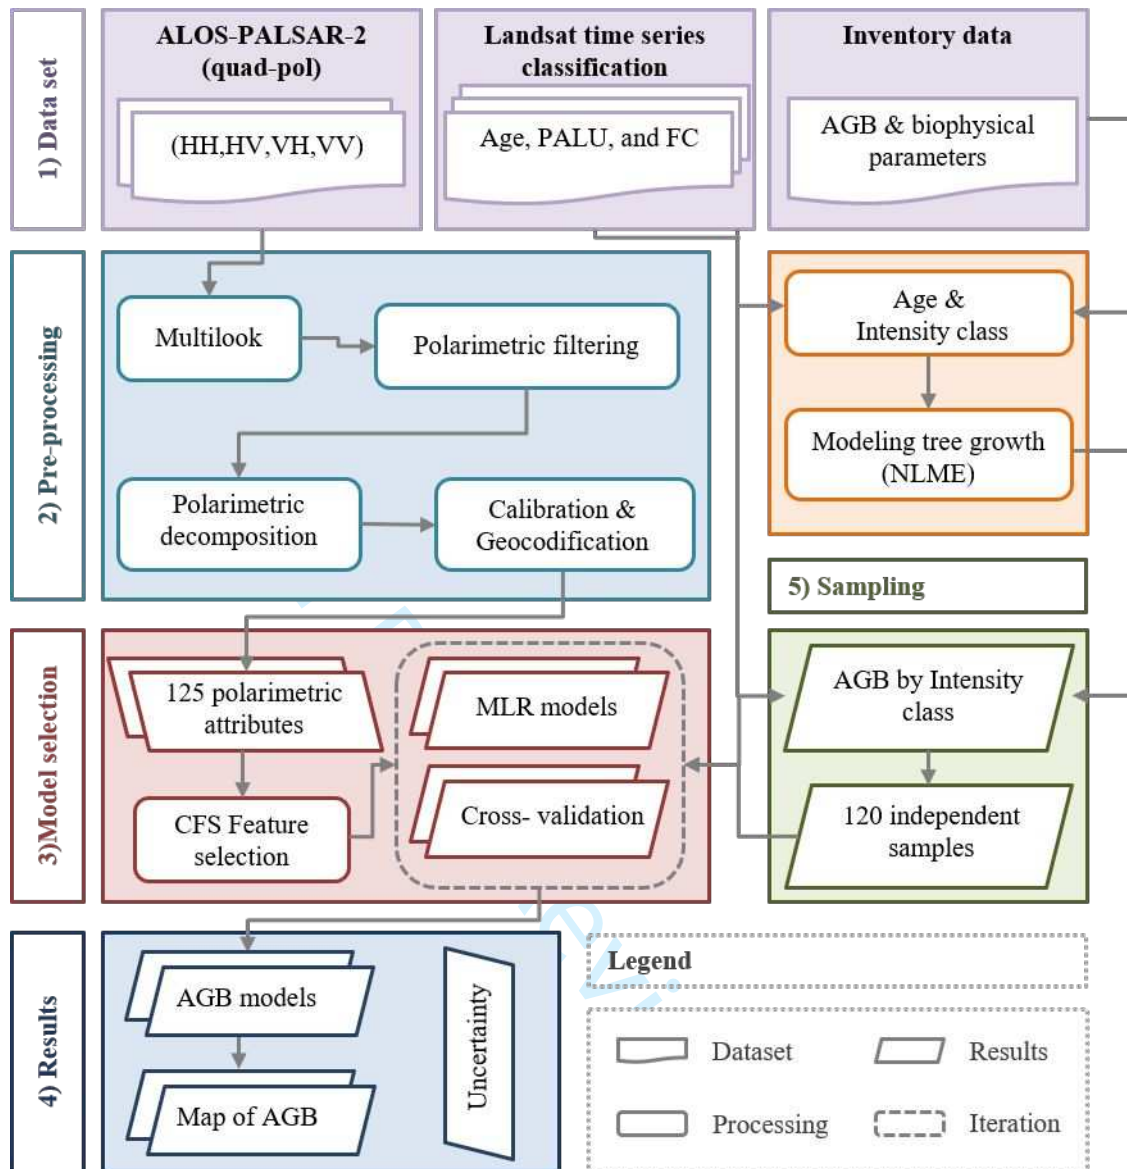 1) Data set
ALOS-PALSAR-2
(quad-pol)
(HH,HV,VH,VV)
Landsat time series
classification
Age, PALU, and FC
Inventory data
AGB & biophysical
parameters
2) Pre-processing
Multilook
Polarimetric filtering
Polarimetric
decomposition
Calibration &
Geocodification
Age &
Intensity class
Modeling tree growth
(NLME)
5) Sampling
AGB by Intensity
class
120 independent
samples
3)Model selection
125 polarimetric
attributes
CFS Feature
selection
MLR models
Cross- validation
4) Results
AGB models
Map of AGB
Uncertainty
Legend
Dataset
Results
Processing
Iteration